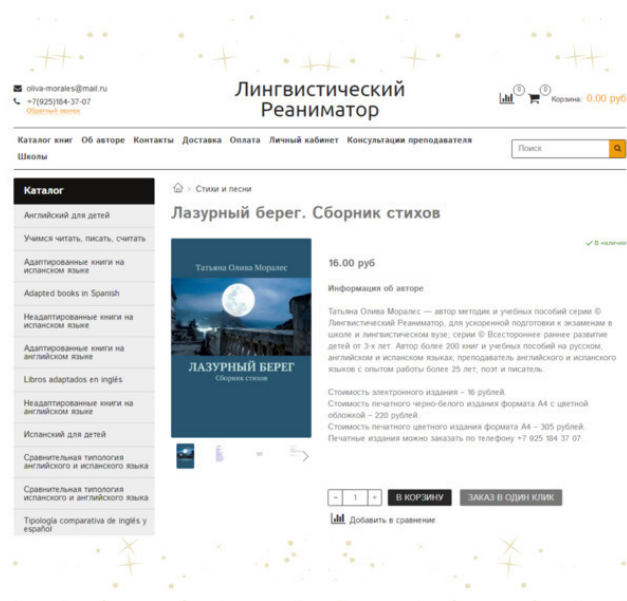 oliva-morales@mail.ru
+7(925)184-37-07
Обратный звонок
Лингвистический
Реаниматор
0
0
Корзина: 0.00 руб
Каталог книг Об авторе Контакты Доставка Оплата Личный кабинет Консультации преподавателя
Школы
Поиск
Каталог
Английский для детей
Учимся читать, писать, считать
Адаптированные книги на
испанском языке
Adapted books in Spanish
Неадаптированные книги на
испанском языке
Адаптированные книги на
английском языке
Libros adaptados en inglés
Неадаптированные книги на
английском языке
Испанский для детей
Сравнительная типология
английского и испанского языка
Сравнительная типология
испанского и английского языка
Tipología comparativa de inglés y
español
> Стихи и песни
Лазурный берег. Сборник стихов
В наличии
Татьяна Олива Моралес
ЛАЗУРНЫЙ БЕРЕГ
Сборник стихов
16.00 руб
Информация об авторе
Татьяна Олива Моралес — автор методик и учебных пособий серии ©
Лингвистический Реаниматор, для ускоренной подготовки к экзаменам в
школе и лингвистическом вузе; серии © Всестороннее раннее развитие
детей от 3-х лет. Автор более 200 книг и учебных пособий на русском,
английском и испанском языках; преподаватель английского и испанского
языков с опытом работы более 25 лет; поэт и писатель.
Стоимость электронного издания – 16 рублей.
Стоимость печатного черно-белого издания формата А4 с цветной
обложкой – 220 рублей.
Стоимость печатного цветного издания формата А4 – 305 рублей.
Печатные издания можно заказать по телефону +7 925 184 37 07.
- 1 +
В КОРЗИНУ
ЗАКАЗ В ОДИН КЛИК
Добавить в сравнение